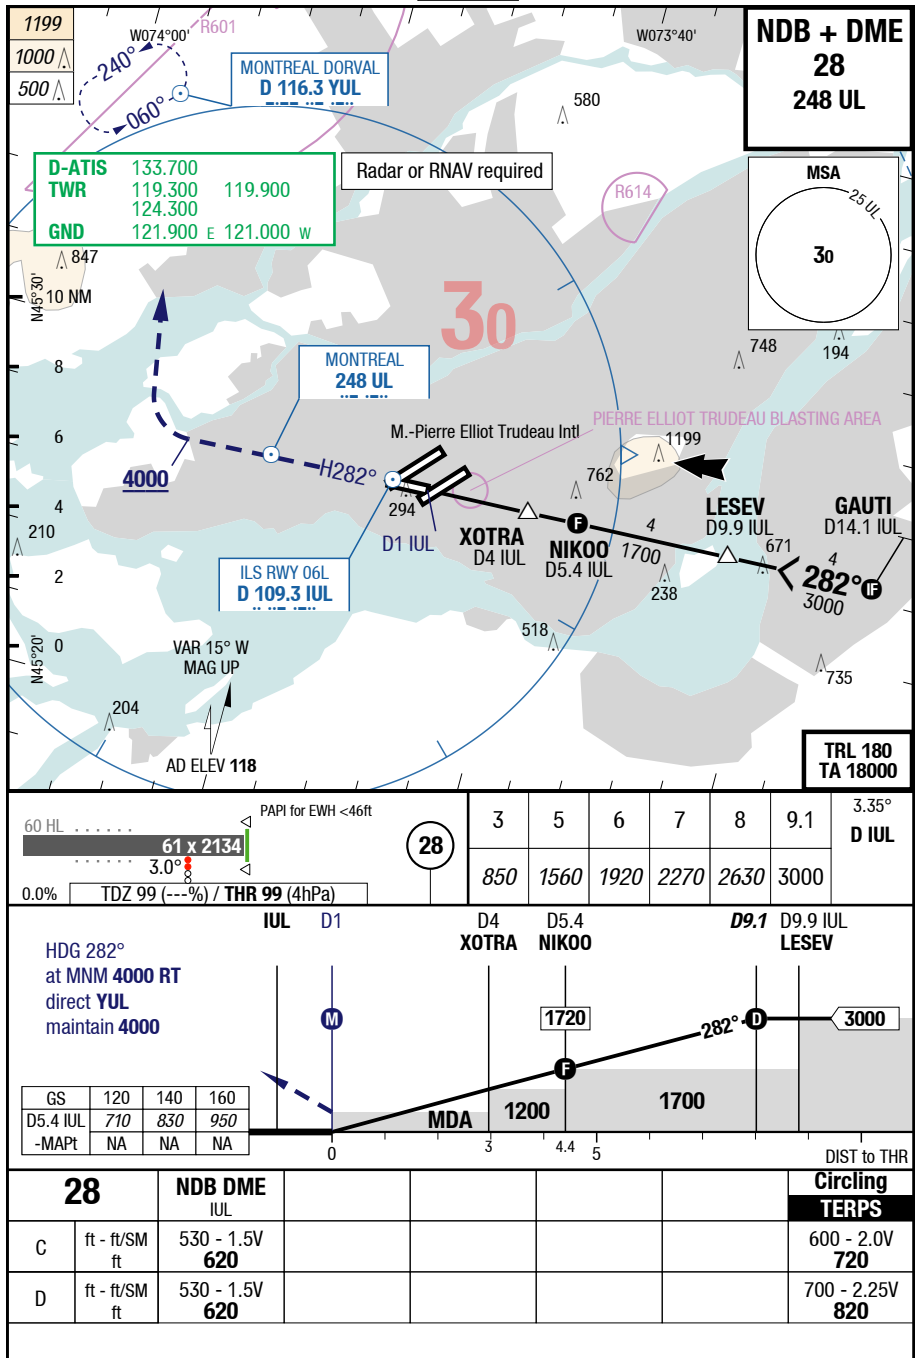 1199
1000
500
W074°00'
R601
W073°40'
240°
060°
MONTREAL DORVAL
D 116.3 YUL
580
NDB + DME
28
248 UL
D-ATIS 133.700
TWR 119.300 119.900
124.300
GND 121.900 E 121.000 W
Radar or RNAV required
R614
MSA
25 UL
30
847
N45°30'
10 NM
30
748
194
8
MONTREAL
248 UL
PIERRE ELLIOT TRUDEAU BLASTING AREA
6
M.-Pierre Elliot Trudeau Intl
1199
H282°
762
4000
4
294
LESEV
D9.9 IUL
GAUTI
D14.1 IUL
210
D1 IUL
XOTRA
D4 IUL
NIKOO
D5.4 IUL
F
4
1700
671
4
282°
3000
IF
2
ILS RWY 06L
D 109.3 IUL
238
518
N45°20'
0
VAR 15° W
MAG UP
735
204
AD ELEV 118
TRL 180
TA 18000
60 HL
PAPI for EWH <46ft
61 x 2134
3.0°
0.0%
TDZ 99 (---%) / THR 99 (4hPa)
28
3 5 6 7 8 9.1 3.35°
D IUL
850 1560 1920 2270 2630 3000
IUL D1 D4 D5.4 D9.1 D9.9 IUL
XOTRA NIKOO LESEV
HDG 282°
at MNM 4000 RT
direct YUL
maintain 4000
M
1720
282°
D
3000
F
MDA
1200
1700
GS 120 140 160
D5.4 IUL 710 830 950
-MAPt NA NA NA
0 3 4.4 5 DIST to THR
28 NDB DME Circling
IUL TERPS
C ft - ft/SM 530 - 1.5V 600 - 2.0V
ft 620 720
D ft - ft/SM 530 - 1.5V 700 - 2.25V
ft 620 820